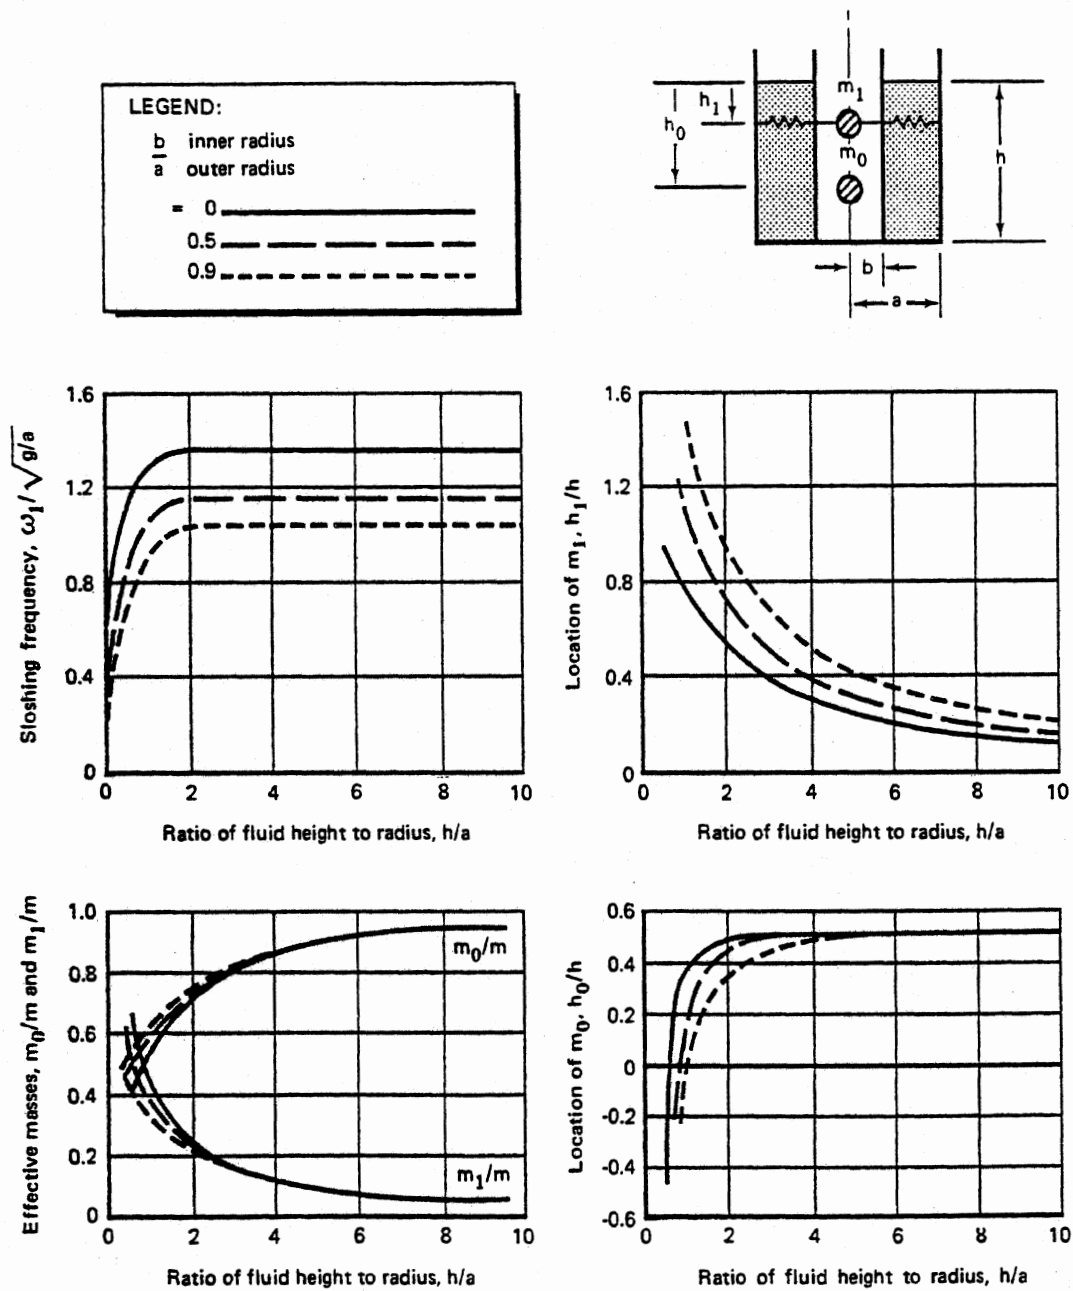 LEGEND:
b inner radius
a outer radius
= 0
0.5
0.9
m₁
h₁
h₀
m₀
h
b
a
1.6
1.2
0.8
0.4
0
0 2 4 6 8 10
Sloshing frequency, ω₁/√g/a
Ratio of fluid height to radius, h/a
1.6
1.2
0.8
0.4
0
0 2 4 6 8 10
Location of m₁, h₁/h
Ratio of fluid height to radius, h/a
1.0
0.8
0.6
0.4
0.2
0
0 2 4 6 8 10
m₀/m
m₁/m
Effective masses, m₀/m and m₁/m
Ratio of fluid height to radius, h/a
0.6
0.4
0.2
0
-0.2
-0.4
-0.6
0 2 4 6 8 10
Location of m₀, h₀/h
Ratio of fluid height to radius, h/a